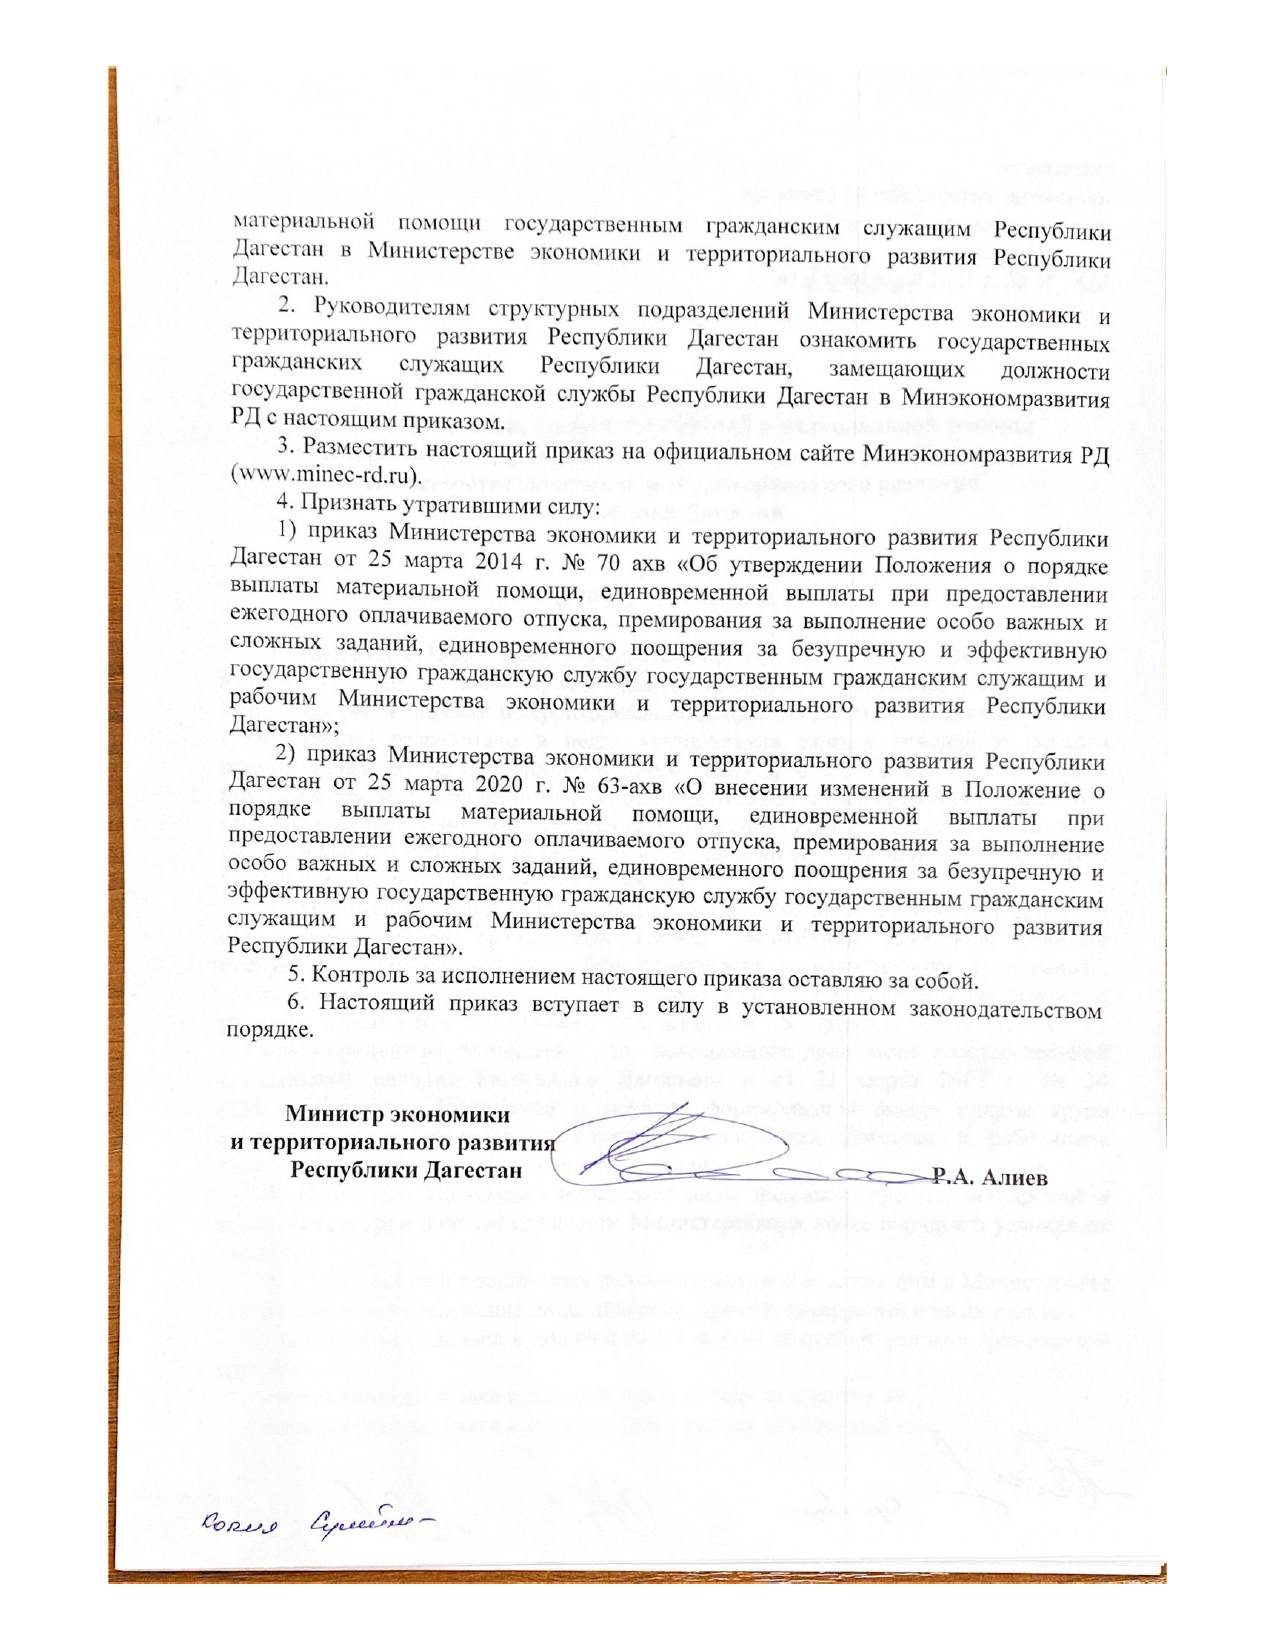 материальной помощи государственным гражданским служащим Республики
Дагестан в Министерстве экономики и территориального развития Республики
Дагестан.
2. Руководителям структурных подразделений Министерства экономики и
территориального развития Республики Дагестан ознакомить государственных
гражданских служащих Республики Дагестан, замещающих должности
государственной гражданской службы Республики Дагестан в Минэкономразвития
РД с настоящим приказом.
3. Разместить настоящий приказ на официальном сайте Минэкономразвития РД
(www.minec-rd.ru).
4. Признать утратившими силу:
1) приказ Министерства экономики и территориального развития Республики
Дагестан от 25 марта 2014 г. № 70 ахв «Об утверждении Положения о порядке
выплаты материальной помощи, единовременной выплаты при предоставлении
ежегодного оплачиваемого отпуска, премирования за выполнение особо важных и
сложных заданий, единовременного поощрения за безупречную и эффективную
государственную гражданскую службу государственным гражданским служащим и
рабочим Министерства экономики и территориального развития Республики
Дагестан»;
2) приказ Министерства экономики и территориального развития Республики
Дагестан от 25 марта 2020 г. № 63-ахв «О внесении изменений в Положение о
порядке выплаты материальной помощи, единовременной выплаты при
предоставлении ежегодного оплачиваемого отпуска, премирования за выполнение
особо важных и сложных заданий, единовременного поощрения за безупречную и
эффективную государственную гражданскую службу государственным гражданским
служащим и рабочим Министерства экономики и территориального развития
Республики Дагестан».
5. Контроль за исполнением настоящего приказа оставляю за собой.
6. Настоящий приказ вступает в силу в установленном законодательством
порядке.
Министр экономики
и территориального развития
Республики Дагестан Р.А. Алиев
Копия